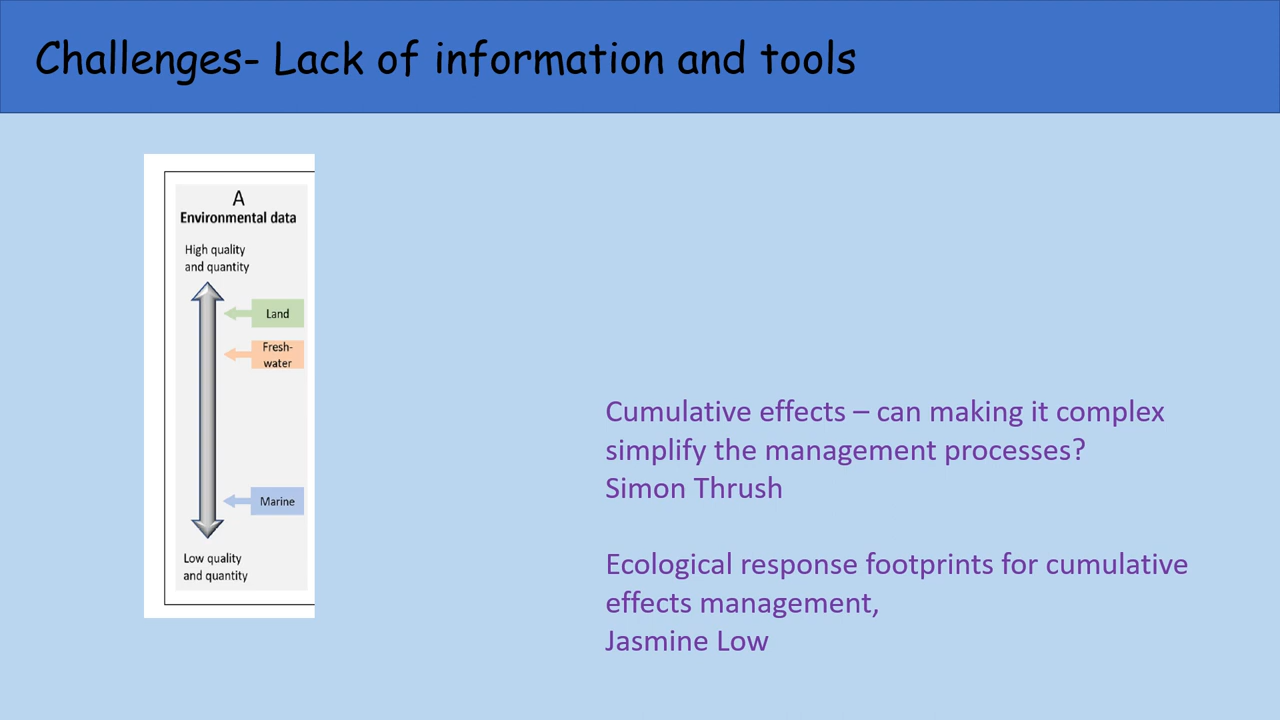 Challenges- Lack of information and tools
A
Environmental data
High quality
and quantity
Land
Fresh-
water
Marine
Low quality
and quantity
Cumulative effects – can making it complex
simplify the management processes?
Simon Thrush
Ecological response footprints for cumulative
effects management,
Jasmine Low